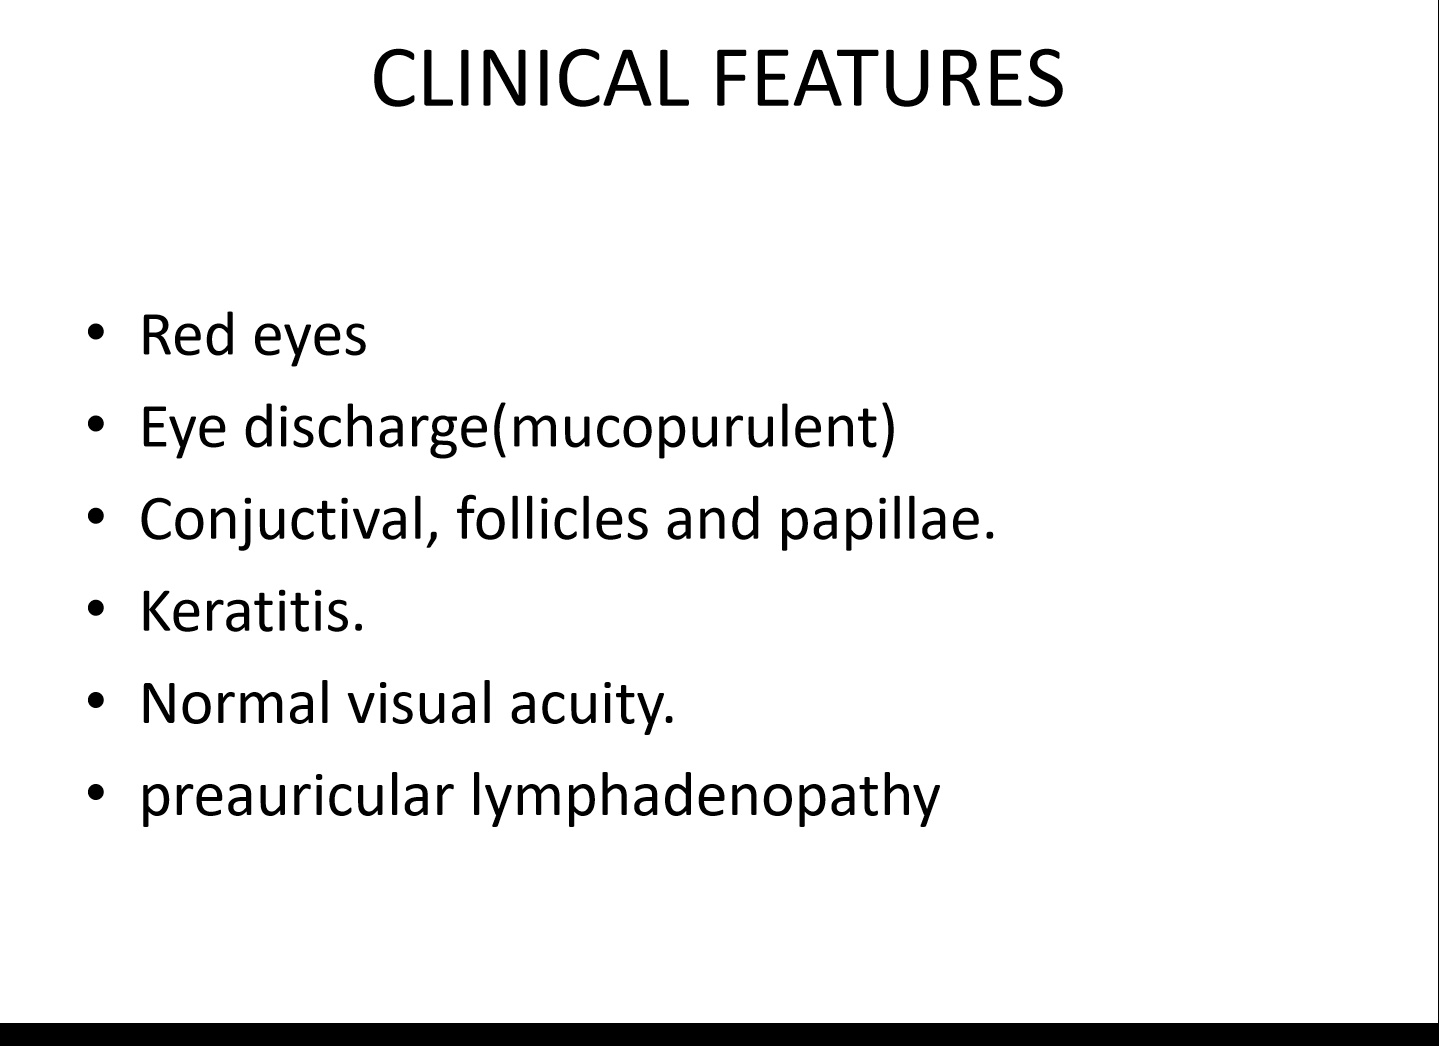 CLINICAL FEATURES
• Red eyes
• Eye discharge(mucopurulent)
• Conjuctival, follicles and papillae.
• Keratitis.
• Normal visual acuity.
• preauricular lymphadenopathy